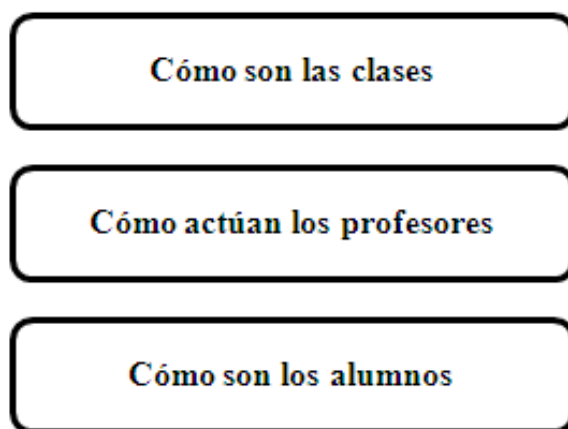 Cómo son las clases
Cómo actúan los profesores
Cómo son los alumnos